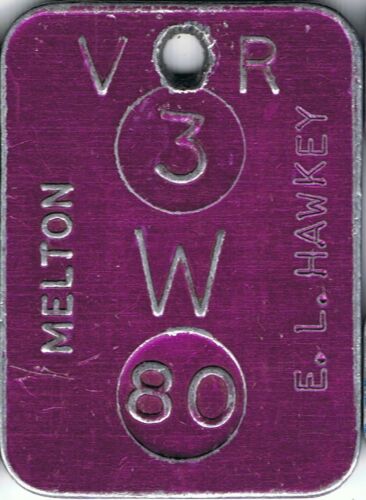 V R
3
W
80
MELTON
E. L. HAWKEY